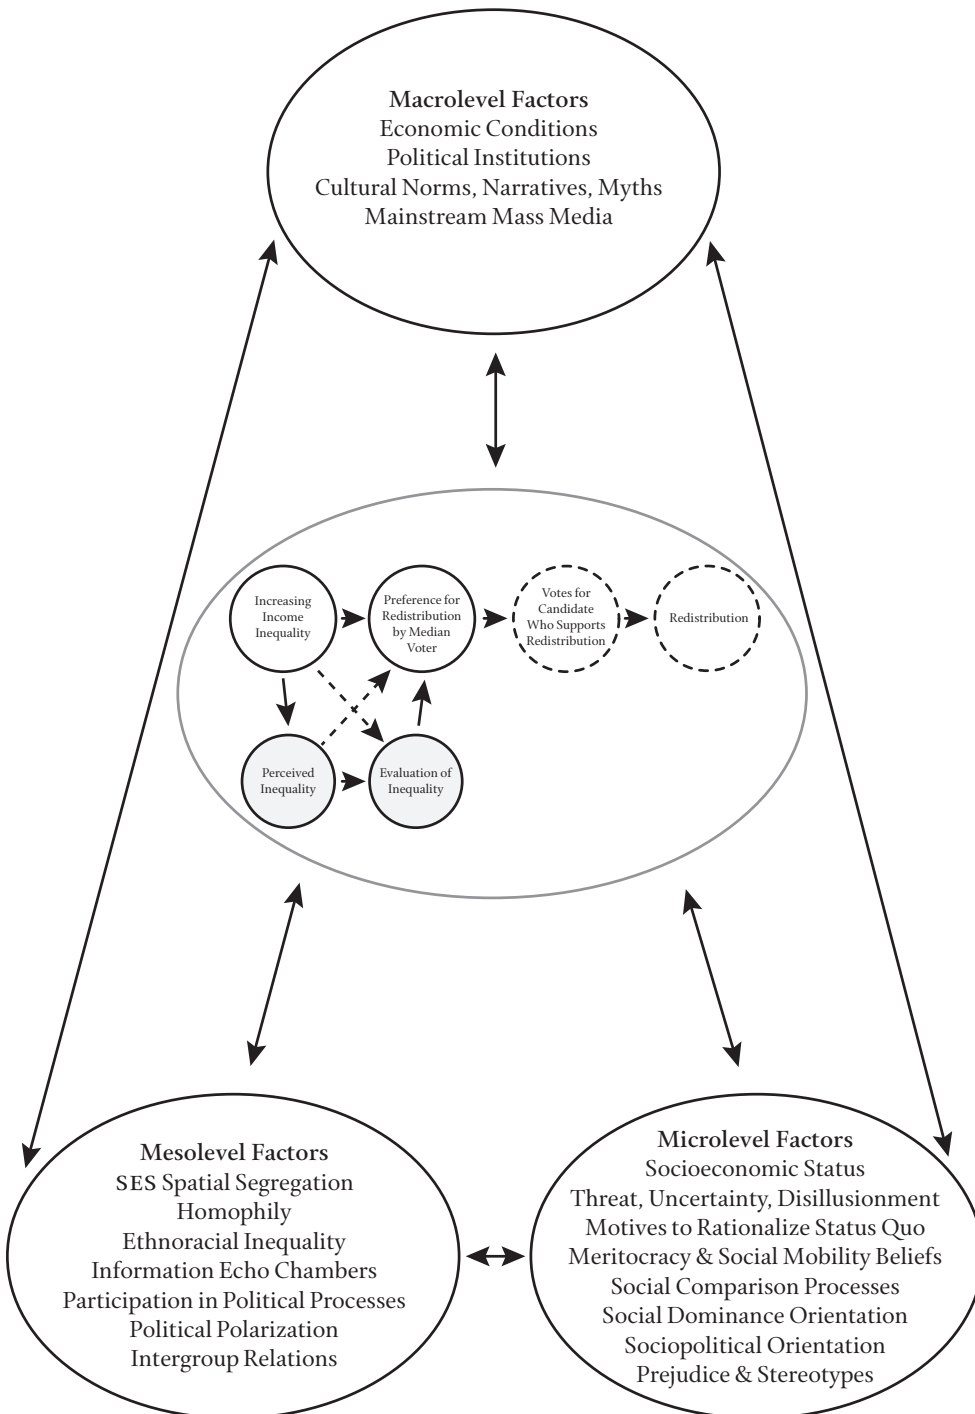 Macrolevel Factors
Economic Conditions
Political Institutions
Cultural Norms, Narratives, Myths
Mainstream Mass Media
Increasing
Income
Inequality
Preference for
Redistribution
by Median
Voter
Votes for
Candidate
Who Supports
Redistribution
Redistribution
Perceived
Inequality
Evaluation of
Inequality
Mesolevel Factors
SES Spatial Segregation
Homophily
Ethnoracial Inequality
Information Echo Chambers
Participation in Political Processes
Political Polarization
Intergroup Relations
Microlevel Factors
Socioeconomic Status
Threat, Uncertainty, Disillusionment
Motives to Rationalize Status Quo
Meritocracy & Social Mobility Beliefs
Social Comparison Processes
Social Dominance Orientation
Sociopolitical Orientation
Prejudice & Stereotypes